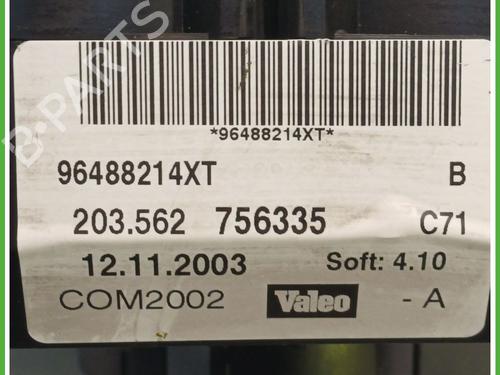 B-PARTS
*96488214XT*
96488214XT B
203.562 756335 C71
12.11.2003 Soft: 4.10
COM2002 Valeo - A